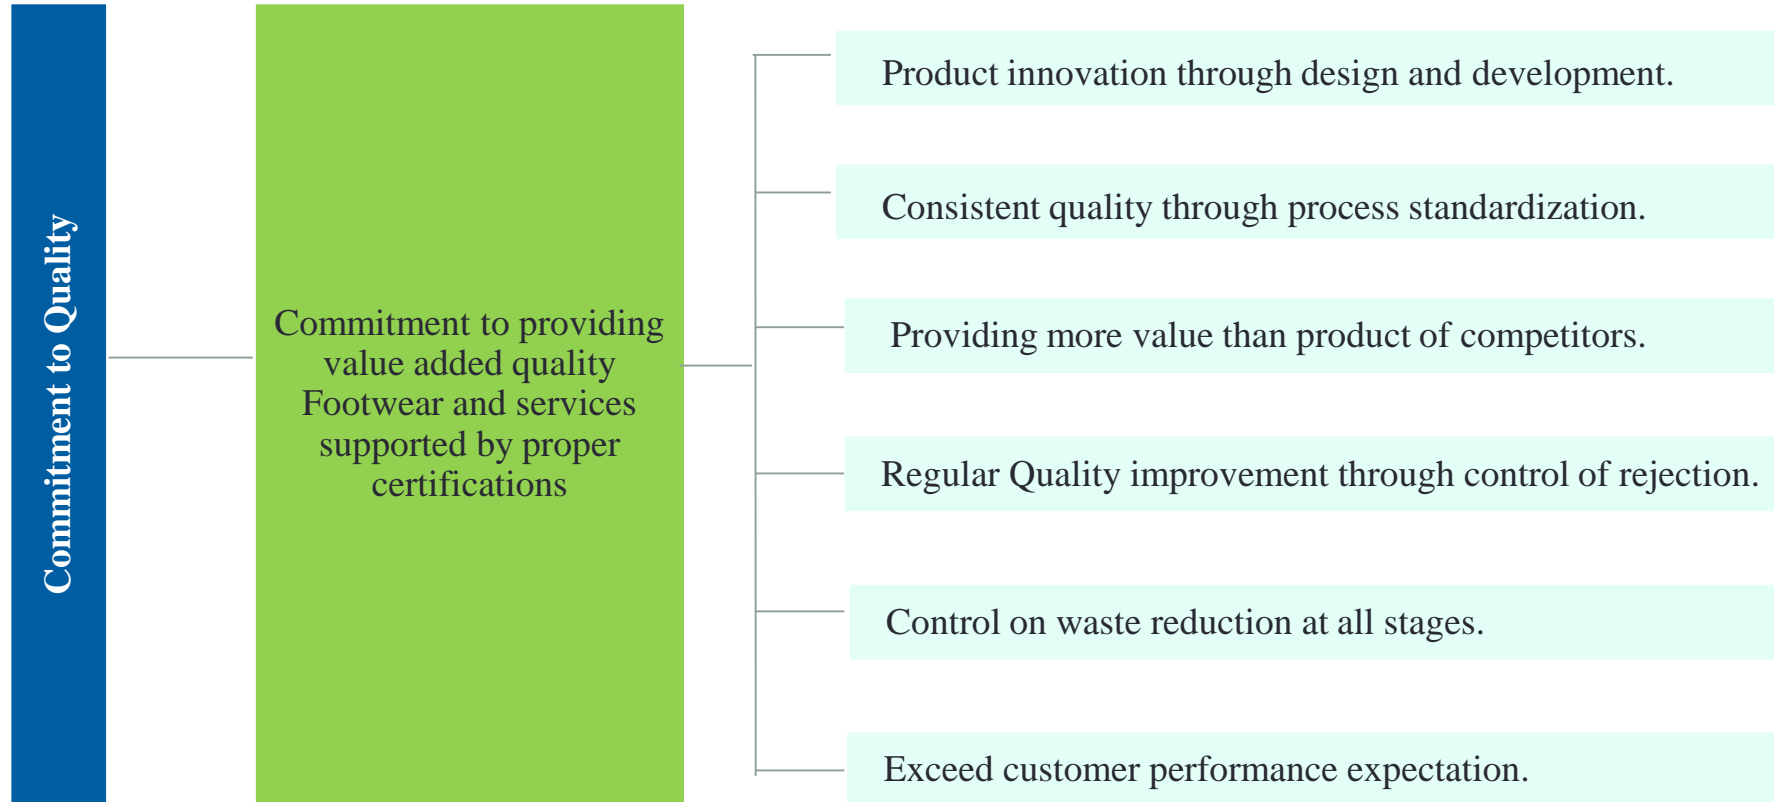 Commitment to Quality
Commitment to providing
value added quality
Footwear and services
supported by proper
certifications
Product innovation through design and development.
Consistent quality through process standardization.
Providing more value than product of competitors.
Regular Quality improvement through control of rejection.
Control on waste reduction at all stages.
Exceed customer performance expectation.